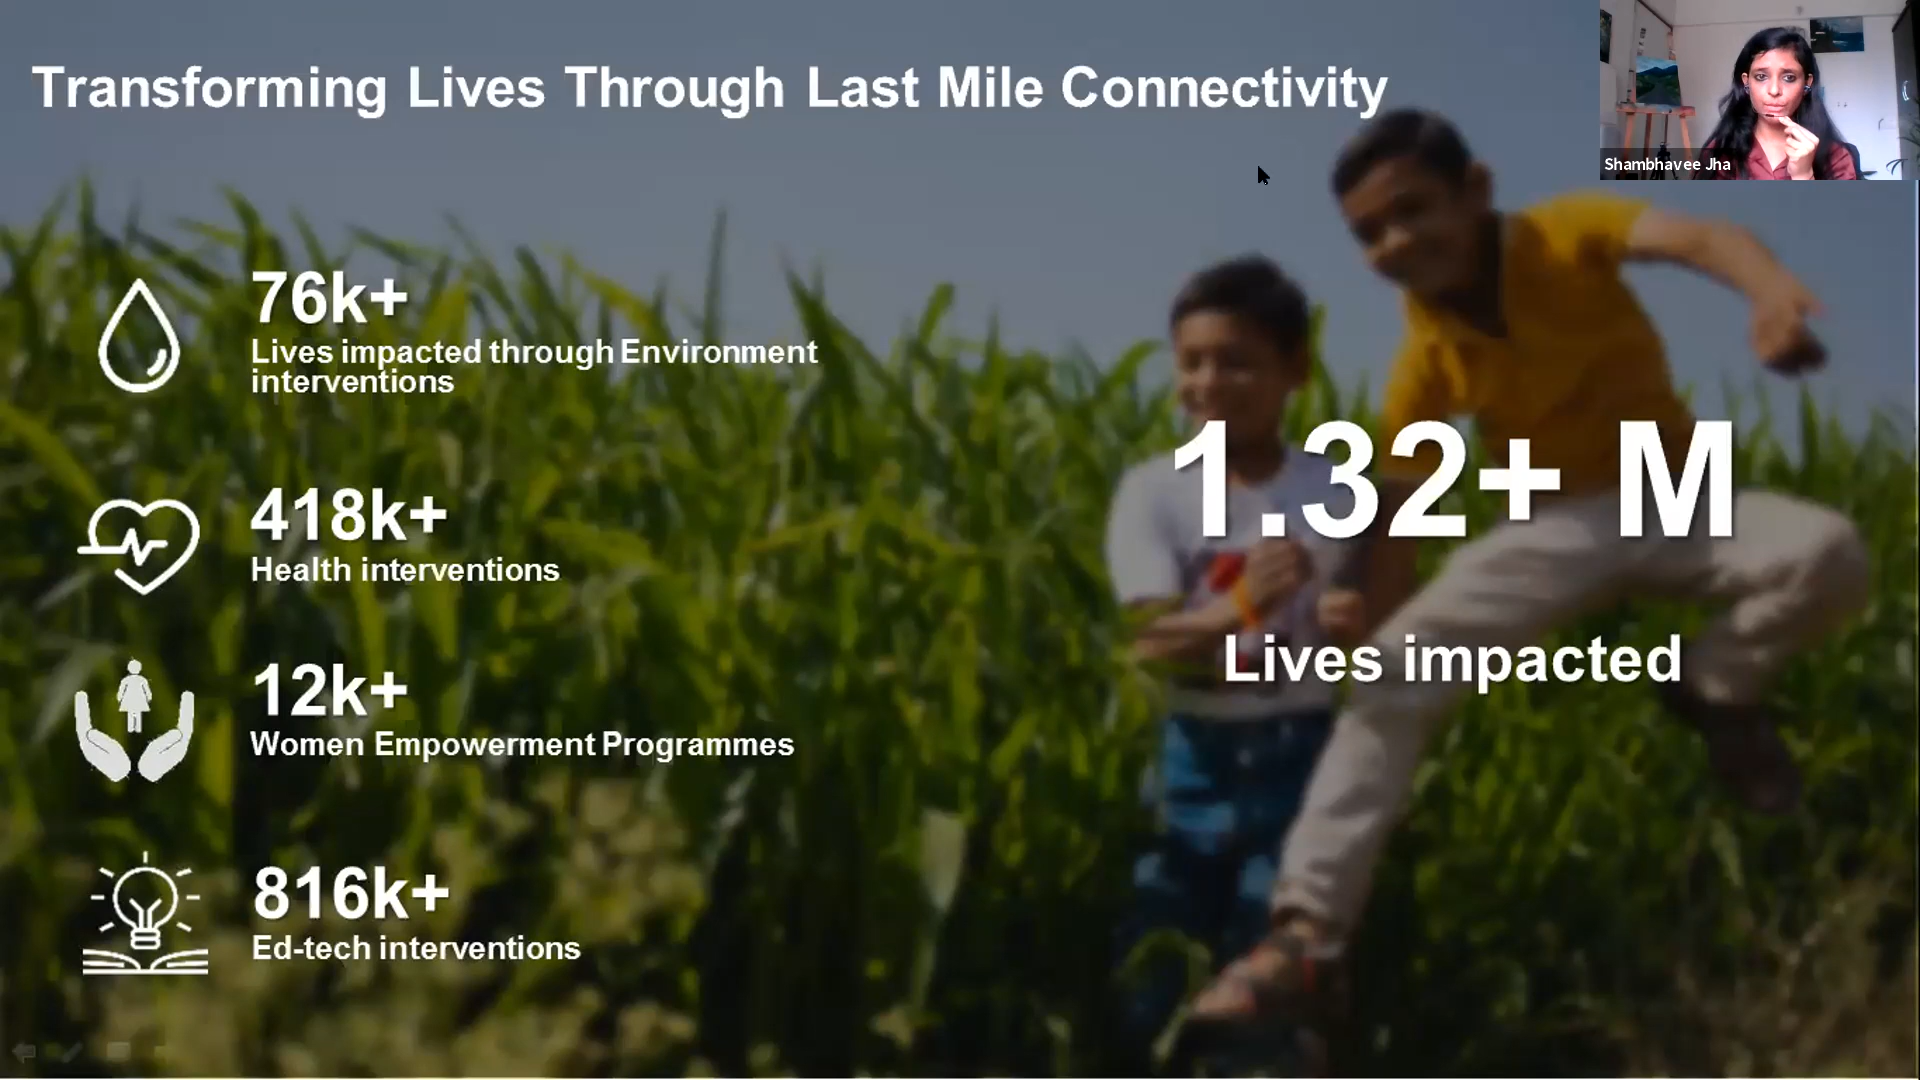 Transforming Lives Through Last Mile Connectivity
Shambhavee Jha
76k+
Lives impacted through Environment
interventions
418k+
Health interventions
12k+
Women Empowerment Programmes
816k+
Ed-tech interventions
1.32+ M
Lives impacted